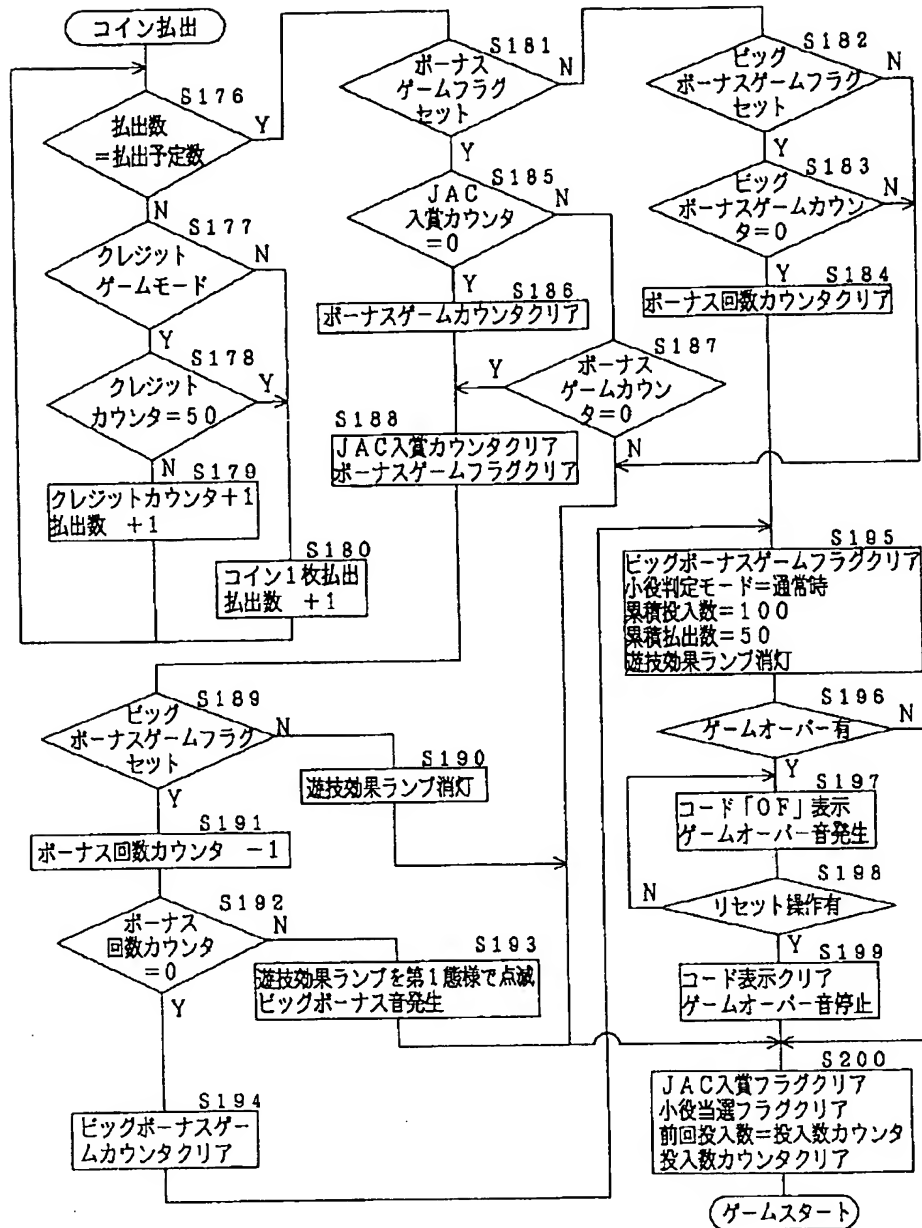 コイン払出
S176
払出数
=払出予定数
Y
N
S177
クレジット
ゲームモード
N
Y
S178
クレジット
カウンタ=50
Y
N
S179
クレジットカウンタ+1
払出数 +1
S180
コイン1枚払出
払出数 +1
S181
ボーナス
ゲームフラグ
セット
N
Y
S185
JAC
入賞カウンタ
=0
N
Y
S186
ボーナスゲームカウンタクリア
S187
ボーナス
ゲームカウン
タ=0
Y
N
S188
JAC入賞カウンタクリア
ボーナスゲームフラグクリア
S182
ビッグ
ボーナスゲームフラグ
セット
N
Y
S183
ビッグ
ボーナスゲームカウン
タ=0
N
Y
S184
ボーナス回数カウンタクリア
S189
ビッグ
ボーナスゲームフラグ
セット
N
Y
S190
遊技効果ランプ消灯
S191
ボーナス回数カウンタ -1
S192
ボーナス
回数カウンタ
=0
N
Y
S193
遊技効果ランプを第1態様で点滅
ビッグボーナス音発生
S194
ビッグボーナスゲー
ムカウンタクリア
S195
ビッグボーナスゲームフラグクリア
小役判定モード=通常時
累積投入数=100
累積払出数=50
遊技効果ランプ消灯
S196
ゲームオーバー有
N
Y
S197
コード「OF」表示
ゲームオーバー音発生
S198
リセット操作有
N
Y
S199
コード表示クリア
ゲームオーバー音停止
S200
JAC入賞フラグクリア
小役当選フラグクリア
前回投入数=投入数カウンタ
投入数カウンタクリア
ゲームスタート